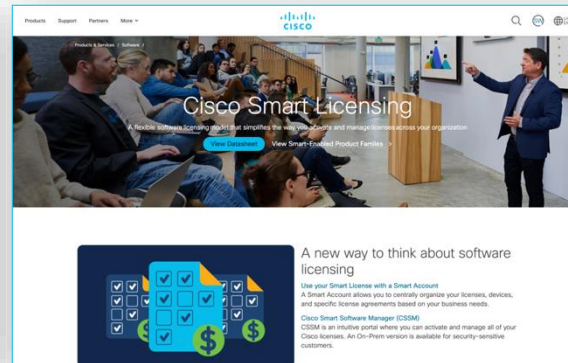 Products Support Partners More
CISCO
SW
Products & Services / Software /
Cisco Smart Licensing
A flexible software licensing model that simplifies the way you activate and manage licenses across your organization
View Datasheet View Smart-Enabled Product Families >
A new way to think about software
licensing
Use your Smart License with a Smart Account
A Smart Account allows you to centrally organize your licenses, devices,
and specific license agreements based on your business needs.
Cisco Smart Software Manager (CSSM)
CSSM is an intuitive portal where you can activate and manage all of your
Cisco licenses. An On-Prem version is available for security-sensitive
customers.
$ $ $